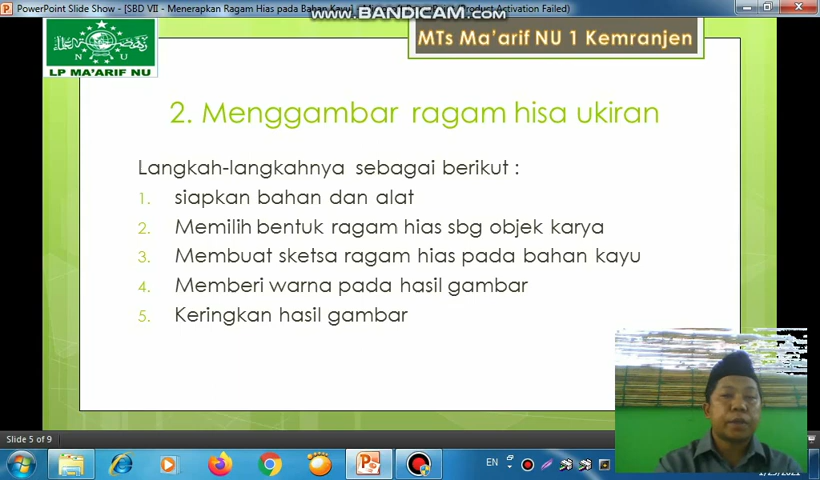 PowerPoint Slide Show - [SBD VII - Menerapkan Ragam Hias pada Bahan Kayu]
Product Activation Failed)
WWW.BANDICAM.COM
MTs Ma'arif NU 1 Kemranjen
NU
LP MA'ARIF NU
2. Menggambar ragam hisa ukiran
Langkah-langkahnya sebagai berikut :
1. siapkan bahan dan alat
2. Memilih bentuk ragam hias sbg objek karya
3. Membuat sketsa ragam hias pada bahan kayu
4. Memberi warna pada hasil gambar
5. Keringkan hasil gambar
Slide 5 of 9
EN